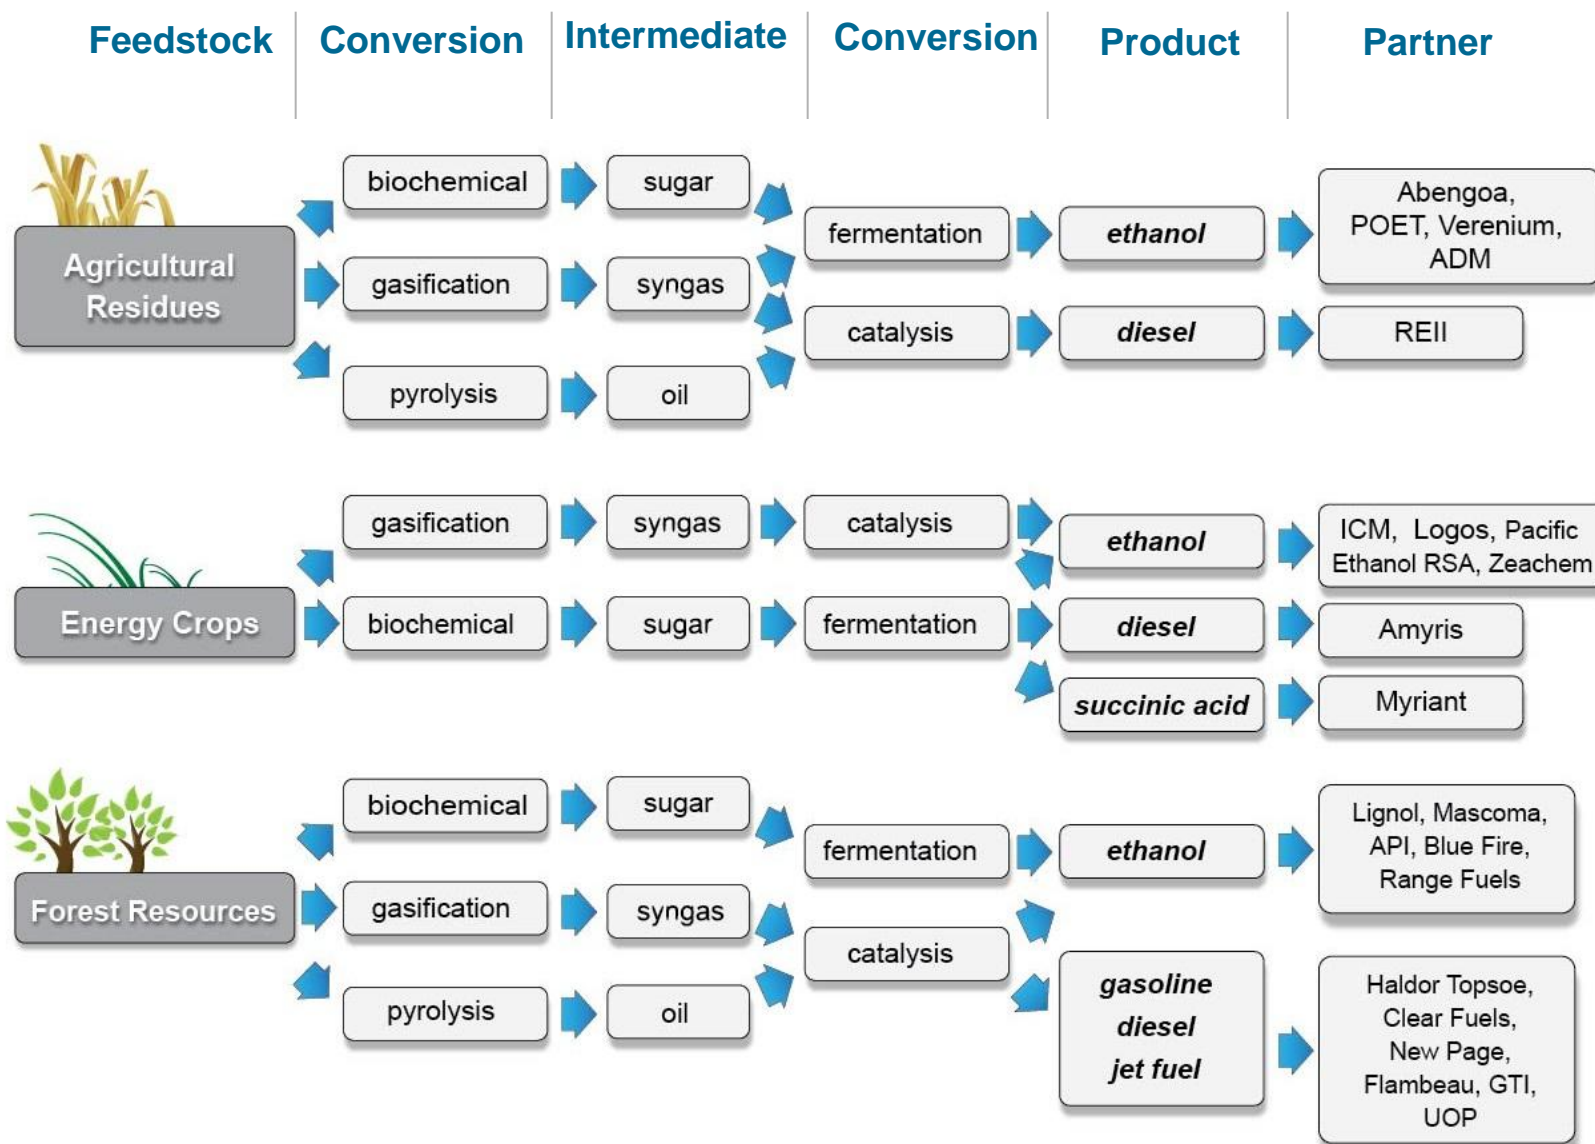 Feedstock
Conversion
Intermediate
Conversion
Product
Partner
Agricultural
Residues
biochemical
sugar
gasification
syngas
pyrolysis
oil
fermentation
ethanol
Abengoa,
POET, Verenium,
ADM
catalysis
diesel
REII
Energy Crops
gasification
syngas
catalysis
ethanol
ICM, Logos, Pacific
Ethanol RSA, Zeachem
biochemical
sugar
fermentation
diesel
Amyris
succinic acid
Myriant
Forest Resources
biochemical
sugar
gasification
syngas
pyrolysis
oil
fermentation
ethanol
Lignol, Mascoma,
API, Blue Fire,
Range Fuels
catalysis
gasoline
diesel
jet fuel
Haldor Topsoe,
Clear Fuels,
New Page,
Flambeau, GTI,
UOP